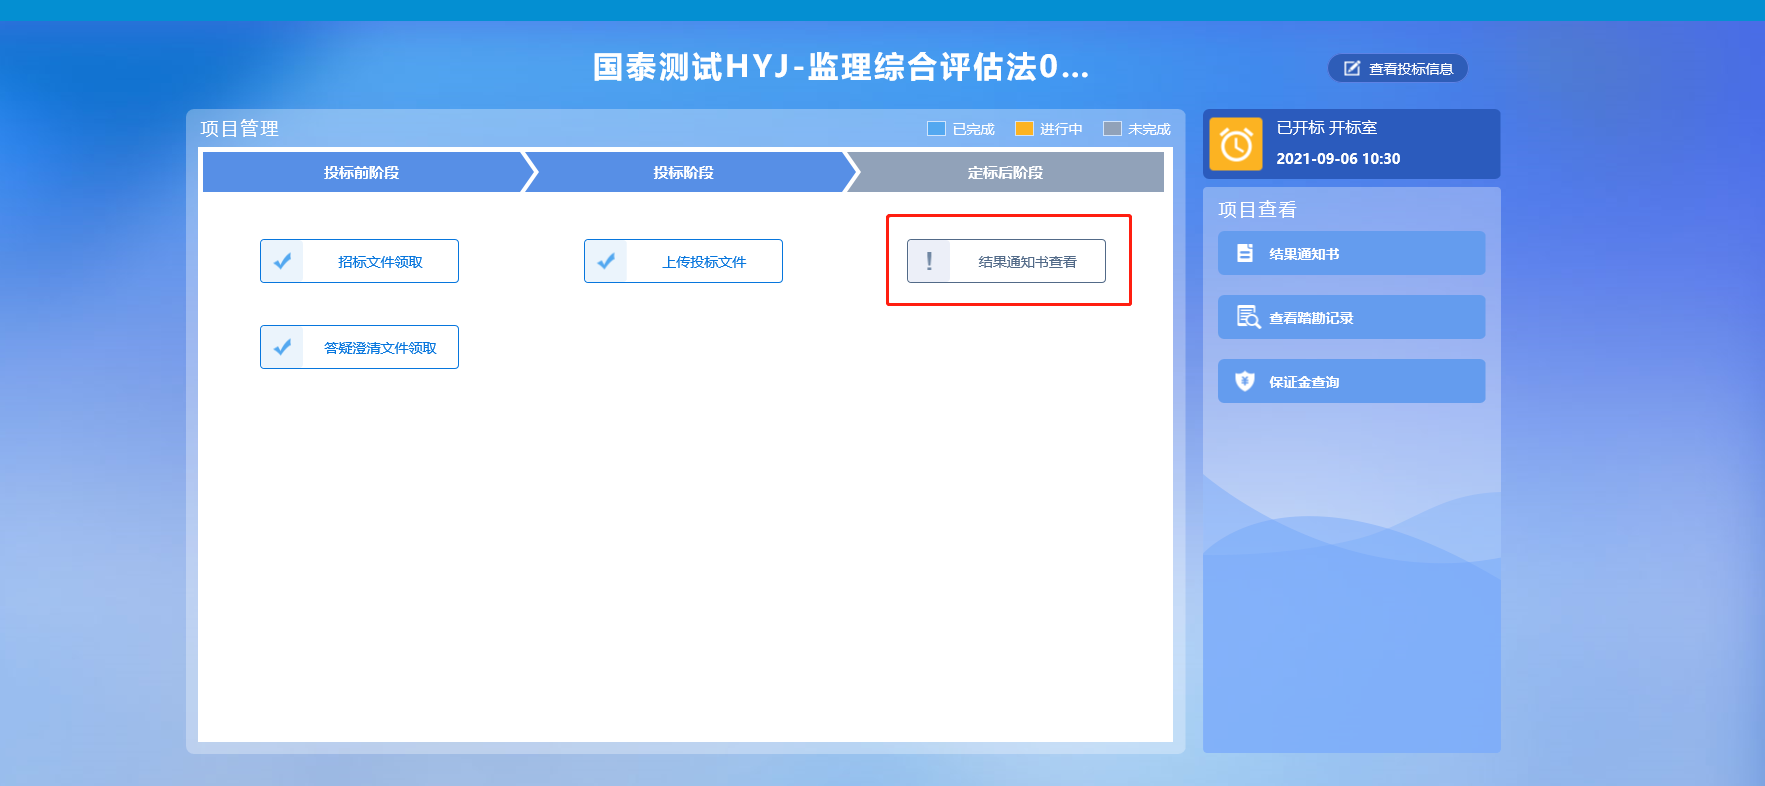 国泰测试HYJ-监理综合评估法0...
查看投标信息
项目管理
已完成
进行中
未完成
投标前阶段
投标阶段
定标后阶段
招标文件领取
上传投标文件
结果通知书查看
答疑澄清文件领取
已开标 开标室
2021-09-06 10:30
项目查看
结果通知书
查看踏勘记录
保证金查询